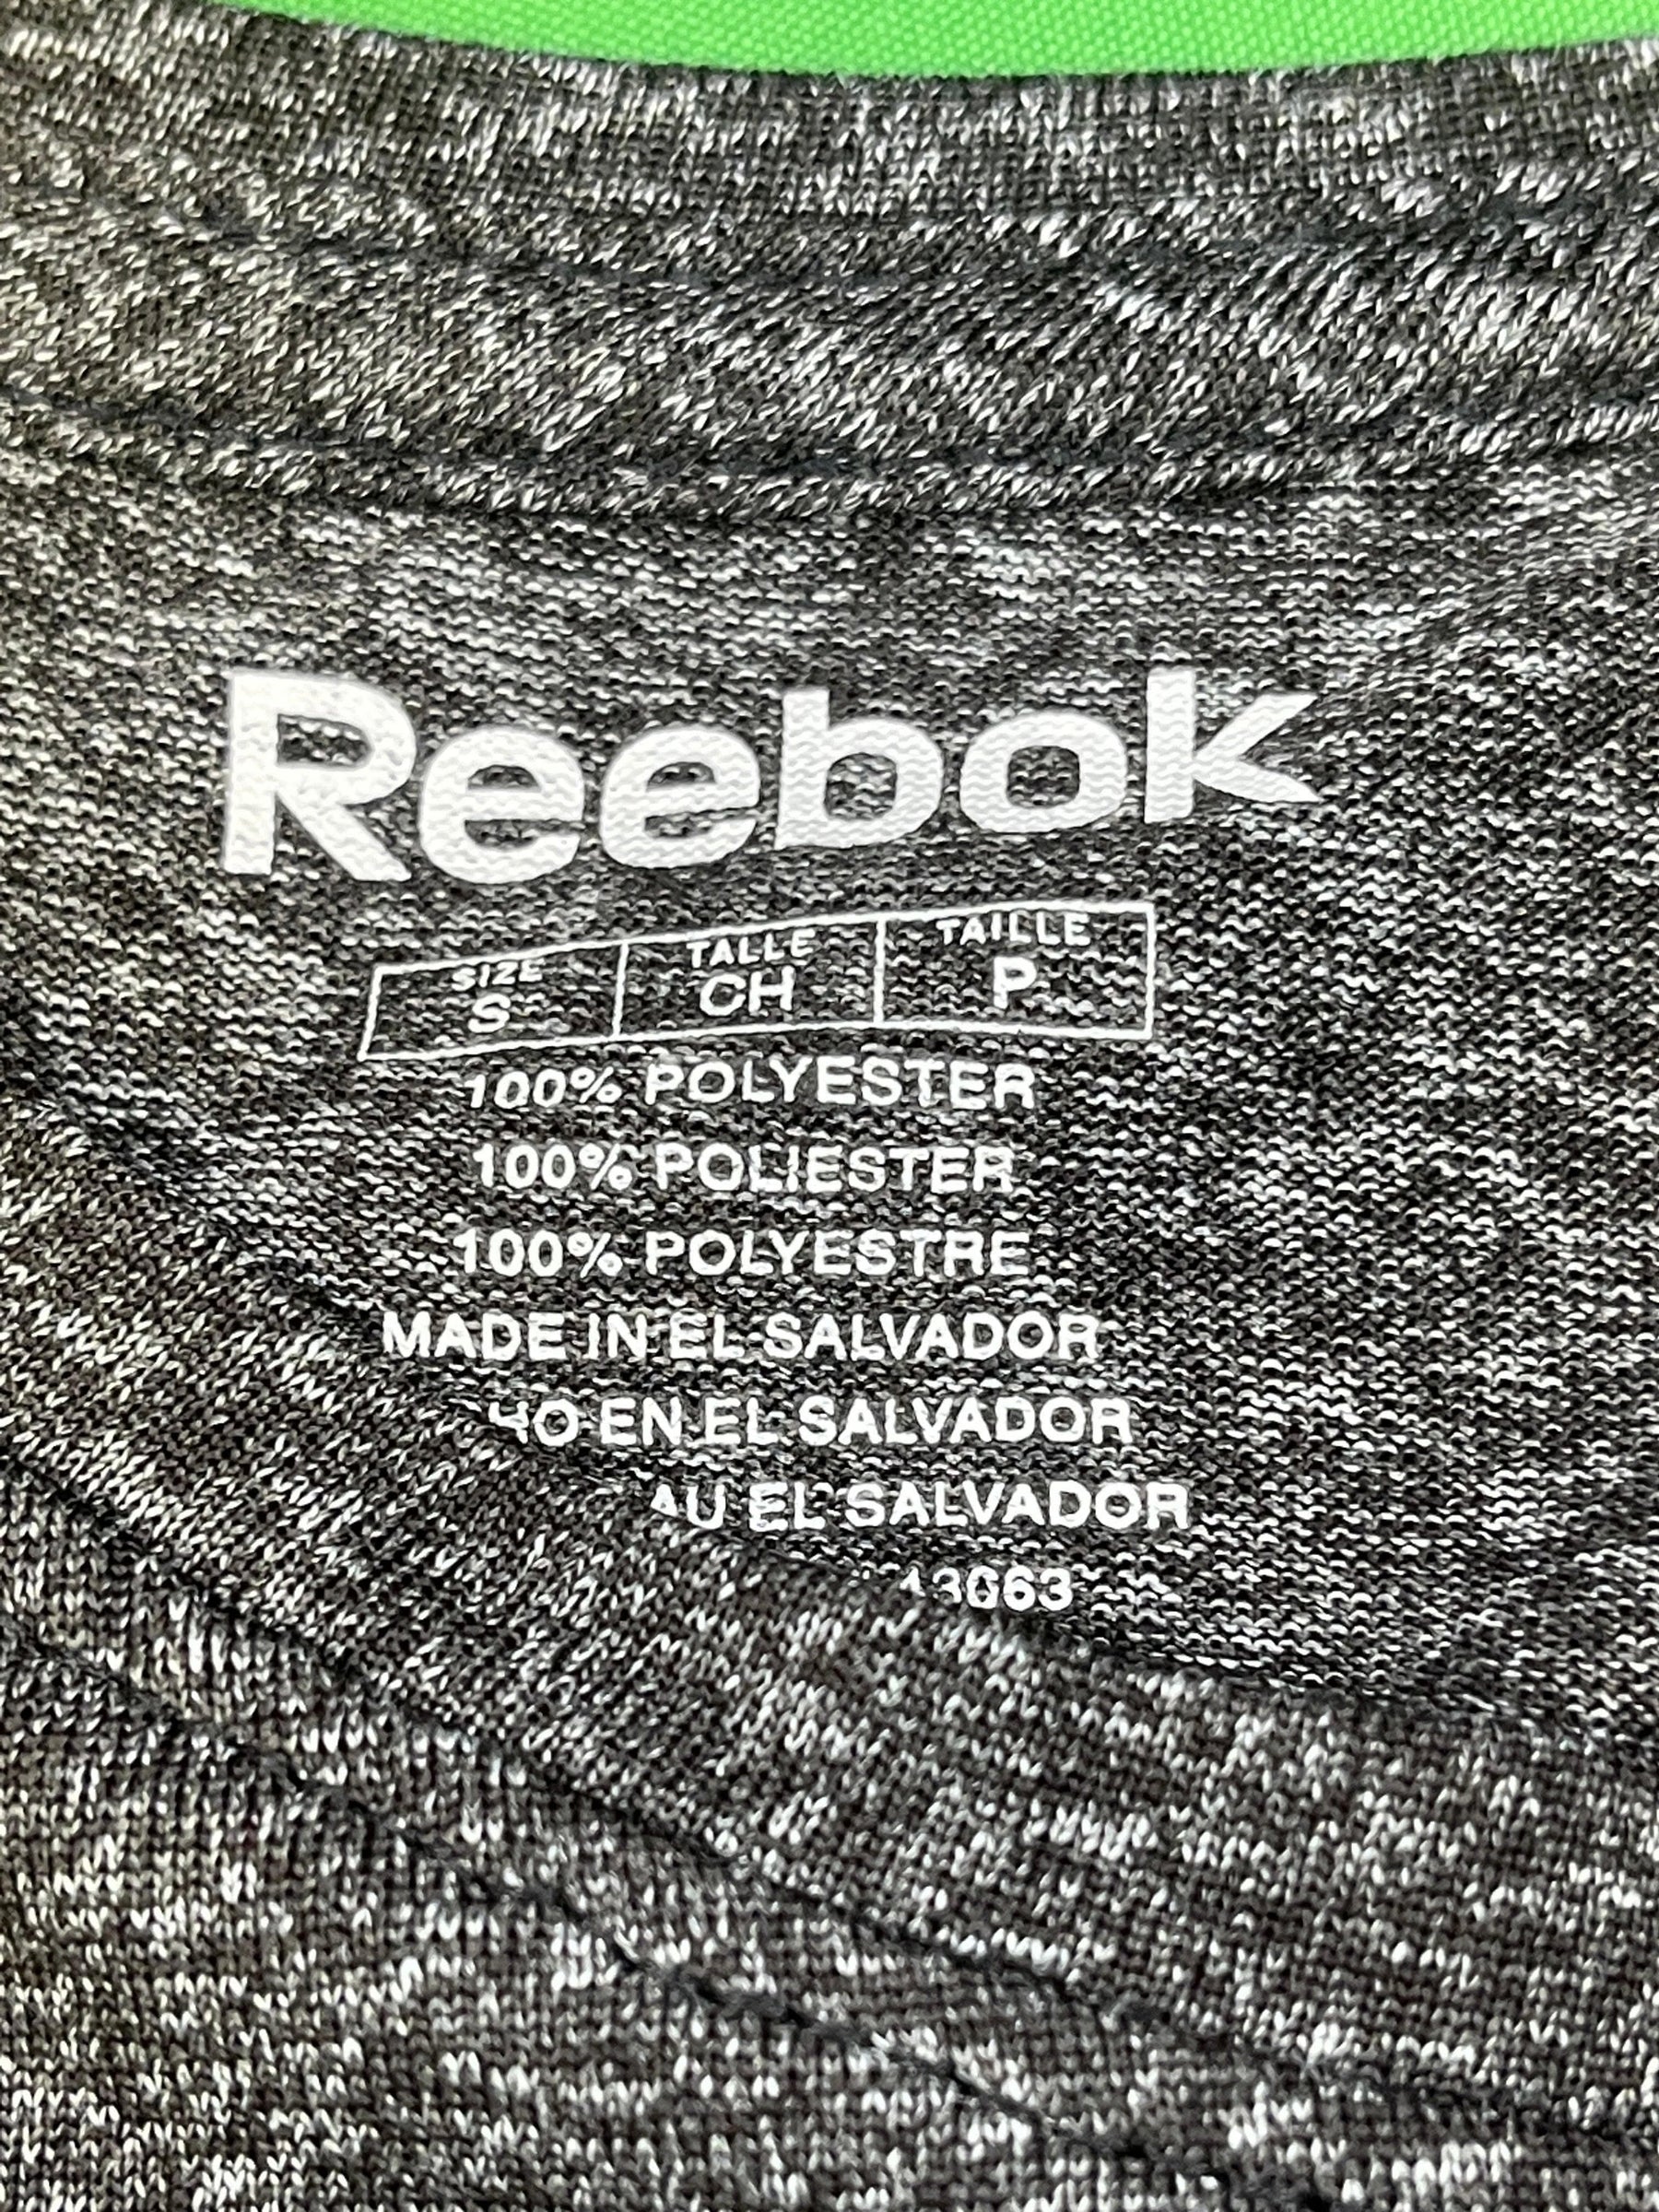 Reebok
SIZE TALLE TAILLE
S CH P
100% POLYESTER
100% POLIESTER
100% POLYESTRE
MADE IN EL SALVADOR
EN EL SALVADOR
AU EL SALVADOR